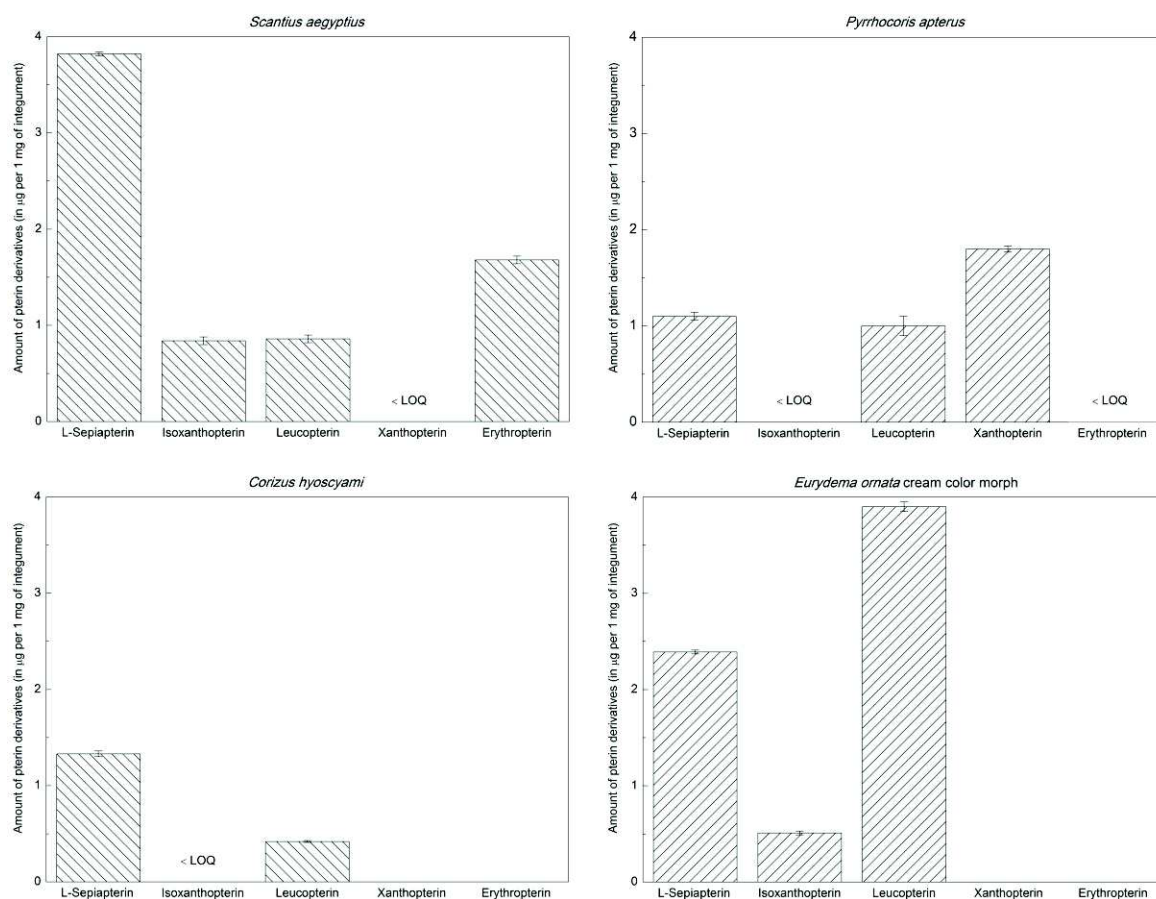 Scantius aegyptius
Amount of pterin derivatives (in μg per 1 mg of integument)
4
3
2
1
0
< LOQ
L-Sepiapterin Isoxanthopterin Leucopterin Xanthopterin Erythropterin
Pyrrhocoris apterus
Amount of pterin derivatives (in μg per 1 mg of integument)
4
3
2
1
0
< LOQ < LOQ
L-Sepiapterin Isoxanthopterin Leucopterin Xanthopterin Erythropterin
Corizus hyoscyami
Amount of pterin derivatives (in μg per 1 mg of integument)
4
3
2
1
0
< LOQ
L-Sepiapterin Isoxanthopterin Leucopterin Xanthopterin Erythropterin
Eurydema ornata cream color morph
Amount of pterin derivatives (in μg per 1 mg of integument)
4
3
2
1
0
L-Sepiapterin Isoxanthopterin Leucopterin Xanthopterin Erythropterin